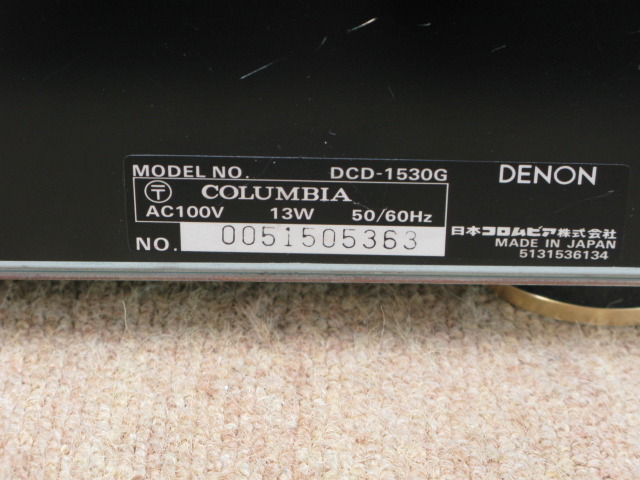 MODEL NO. DCD-1530G DENON
〒 COLUMBIA
AC100V 13W 50/60Hz
NO. 0051505363
日本コロムビア株式会社
MADE IN JAPAN
5131536134